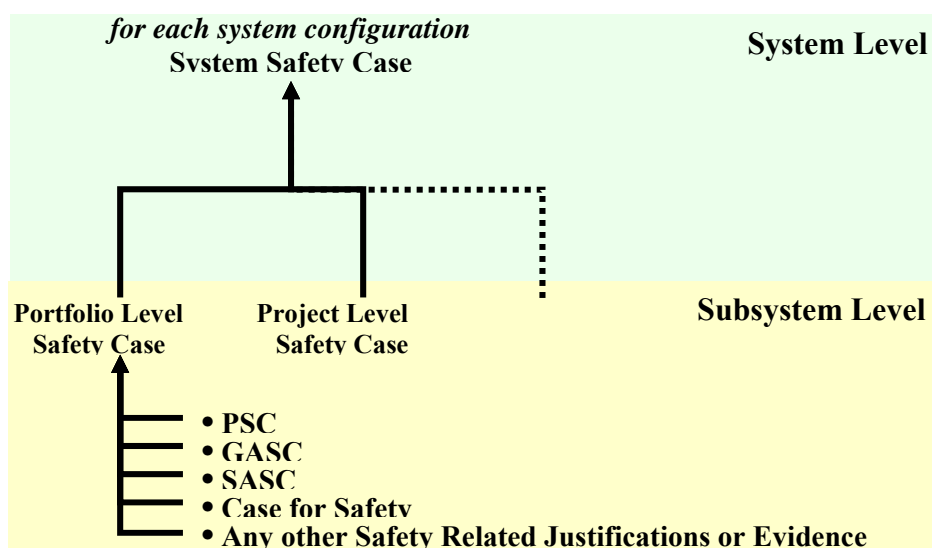 for each system configuration
System Safety Case
System Level
Portfolio Level
Safety Case
Project Level
Safety Case
Subsystem Level
• PSC
• GASC
• SASC
• Case for Safety
• Any other Safety Related Justifications or Evidence